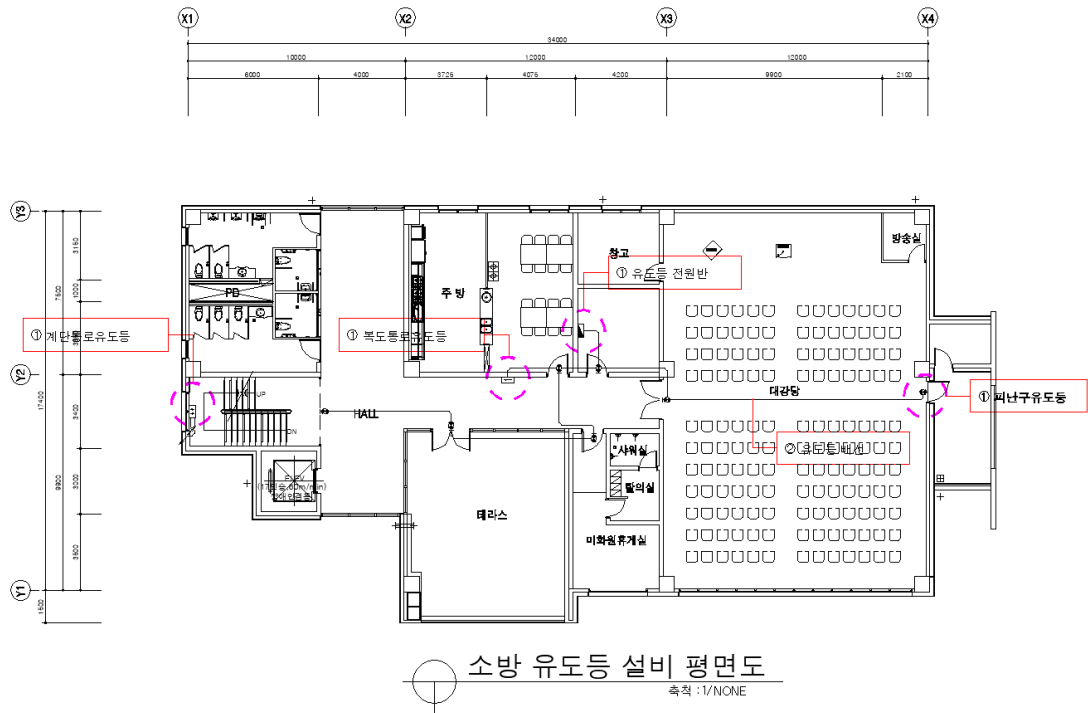 X1
X2
X3
X4
34000
10000
12000
12000
6000
4000
3725
4075
4200
9900
2100
Y3
3150
방송실
창고
7500
① 유도등 전원반
1000
PB
주 방
① 계단통로유도등
① 복도통로유도등
Y2
17400
UP
대강당
① 피난구유도등
3400
HALL
DN
② 유도등배선
샤워실
9900
3000
탈의실
테라스
미화원휴게실
3500
Y1
1500
소방 유도등 설비 평면도
축척 : 1/NONE